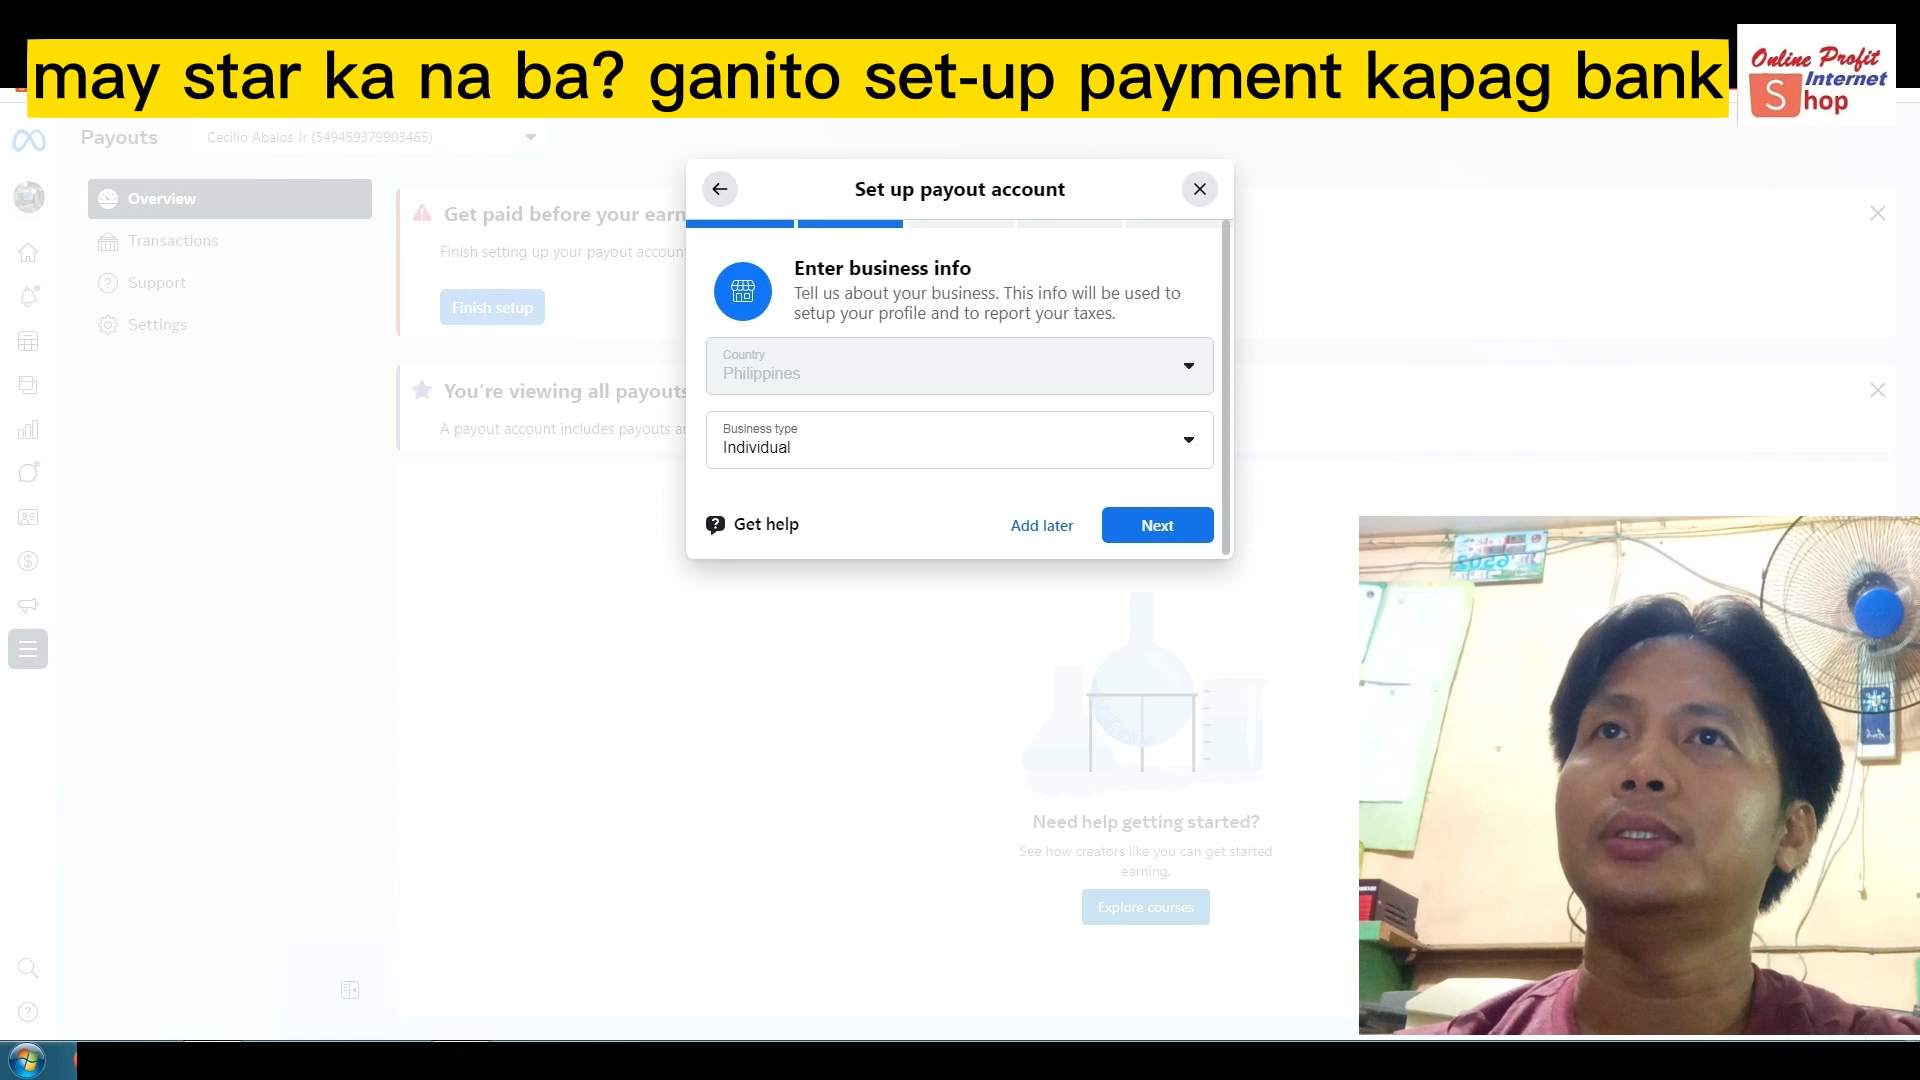 may star ka na ba? ganito set-up payment kapag bank
Online Profit
Internet
S hop
Payouts
Cecilio Abalos Jr (549459379903465)
Overview
Transactions
Support
Settings
Get paid before your earn
Finish setting up your payout account
Finish setup
You’re viewing all payouts
A payout account includes payouts a
Set up payout account
Enter business info
Tell us about your business. This info will be used to
setup your profile and to report your taxes.
Country
Philippines
Business type
Individual
Get help
Add later
Next
Need help getting started?
See how creators like you can get started
earning.
Explore courses